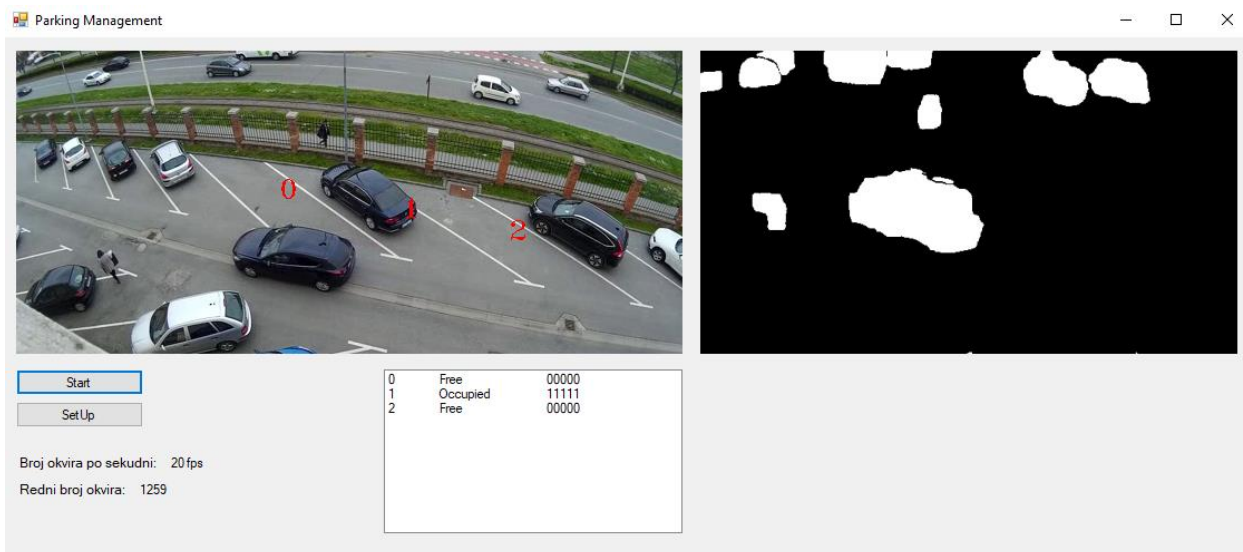 Parking Management
0
1
2
Start
SetUp
Broj okvira po sekudni: 20 fps
Redni broj okvira: 1259
0 Free 00000
1 Occupied 11111
2 Free 00000